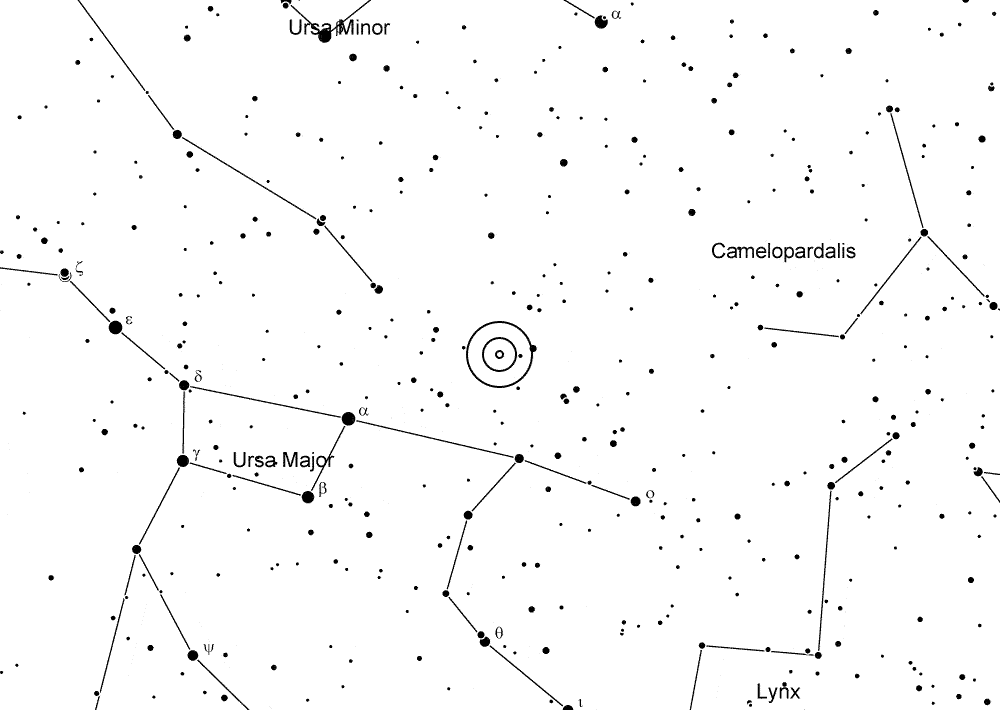 α
Ursa Minor
β
Camelopardalis
ζ
ε
δ
α
γ
Ursa Major
β
ο
θ
ψ
Lynx
ι